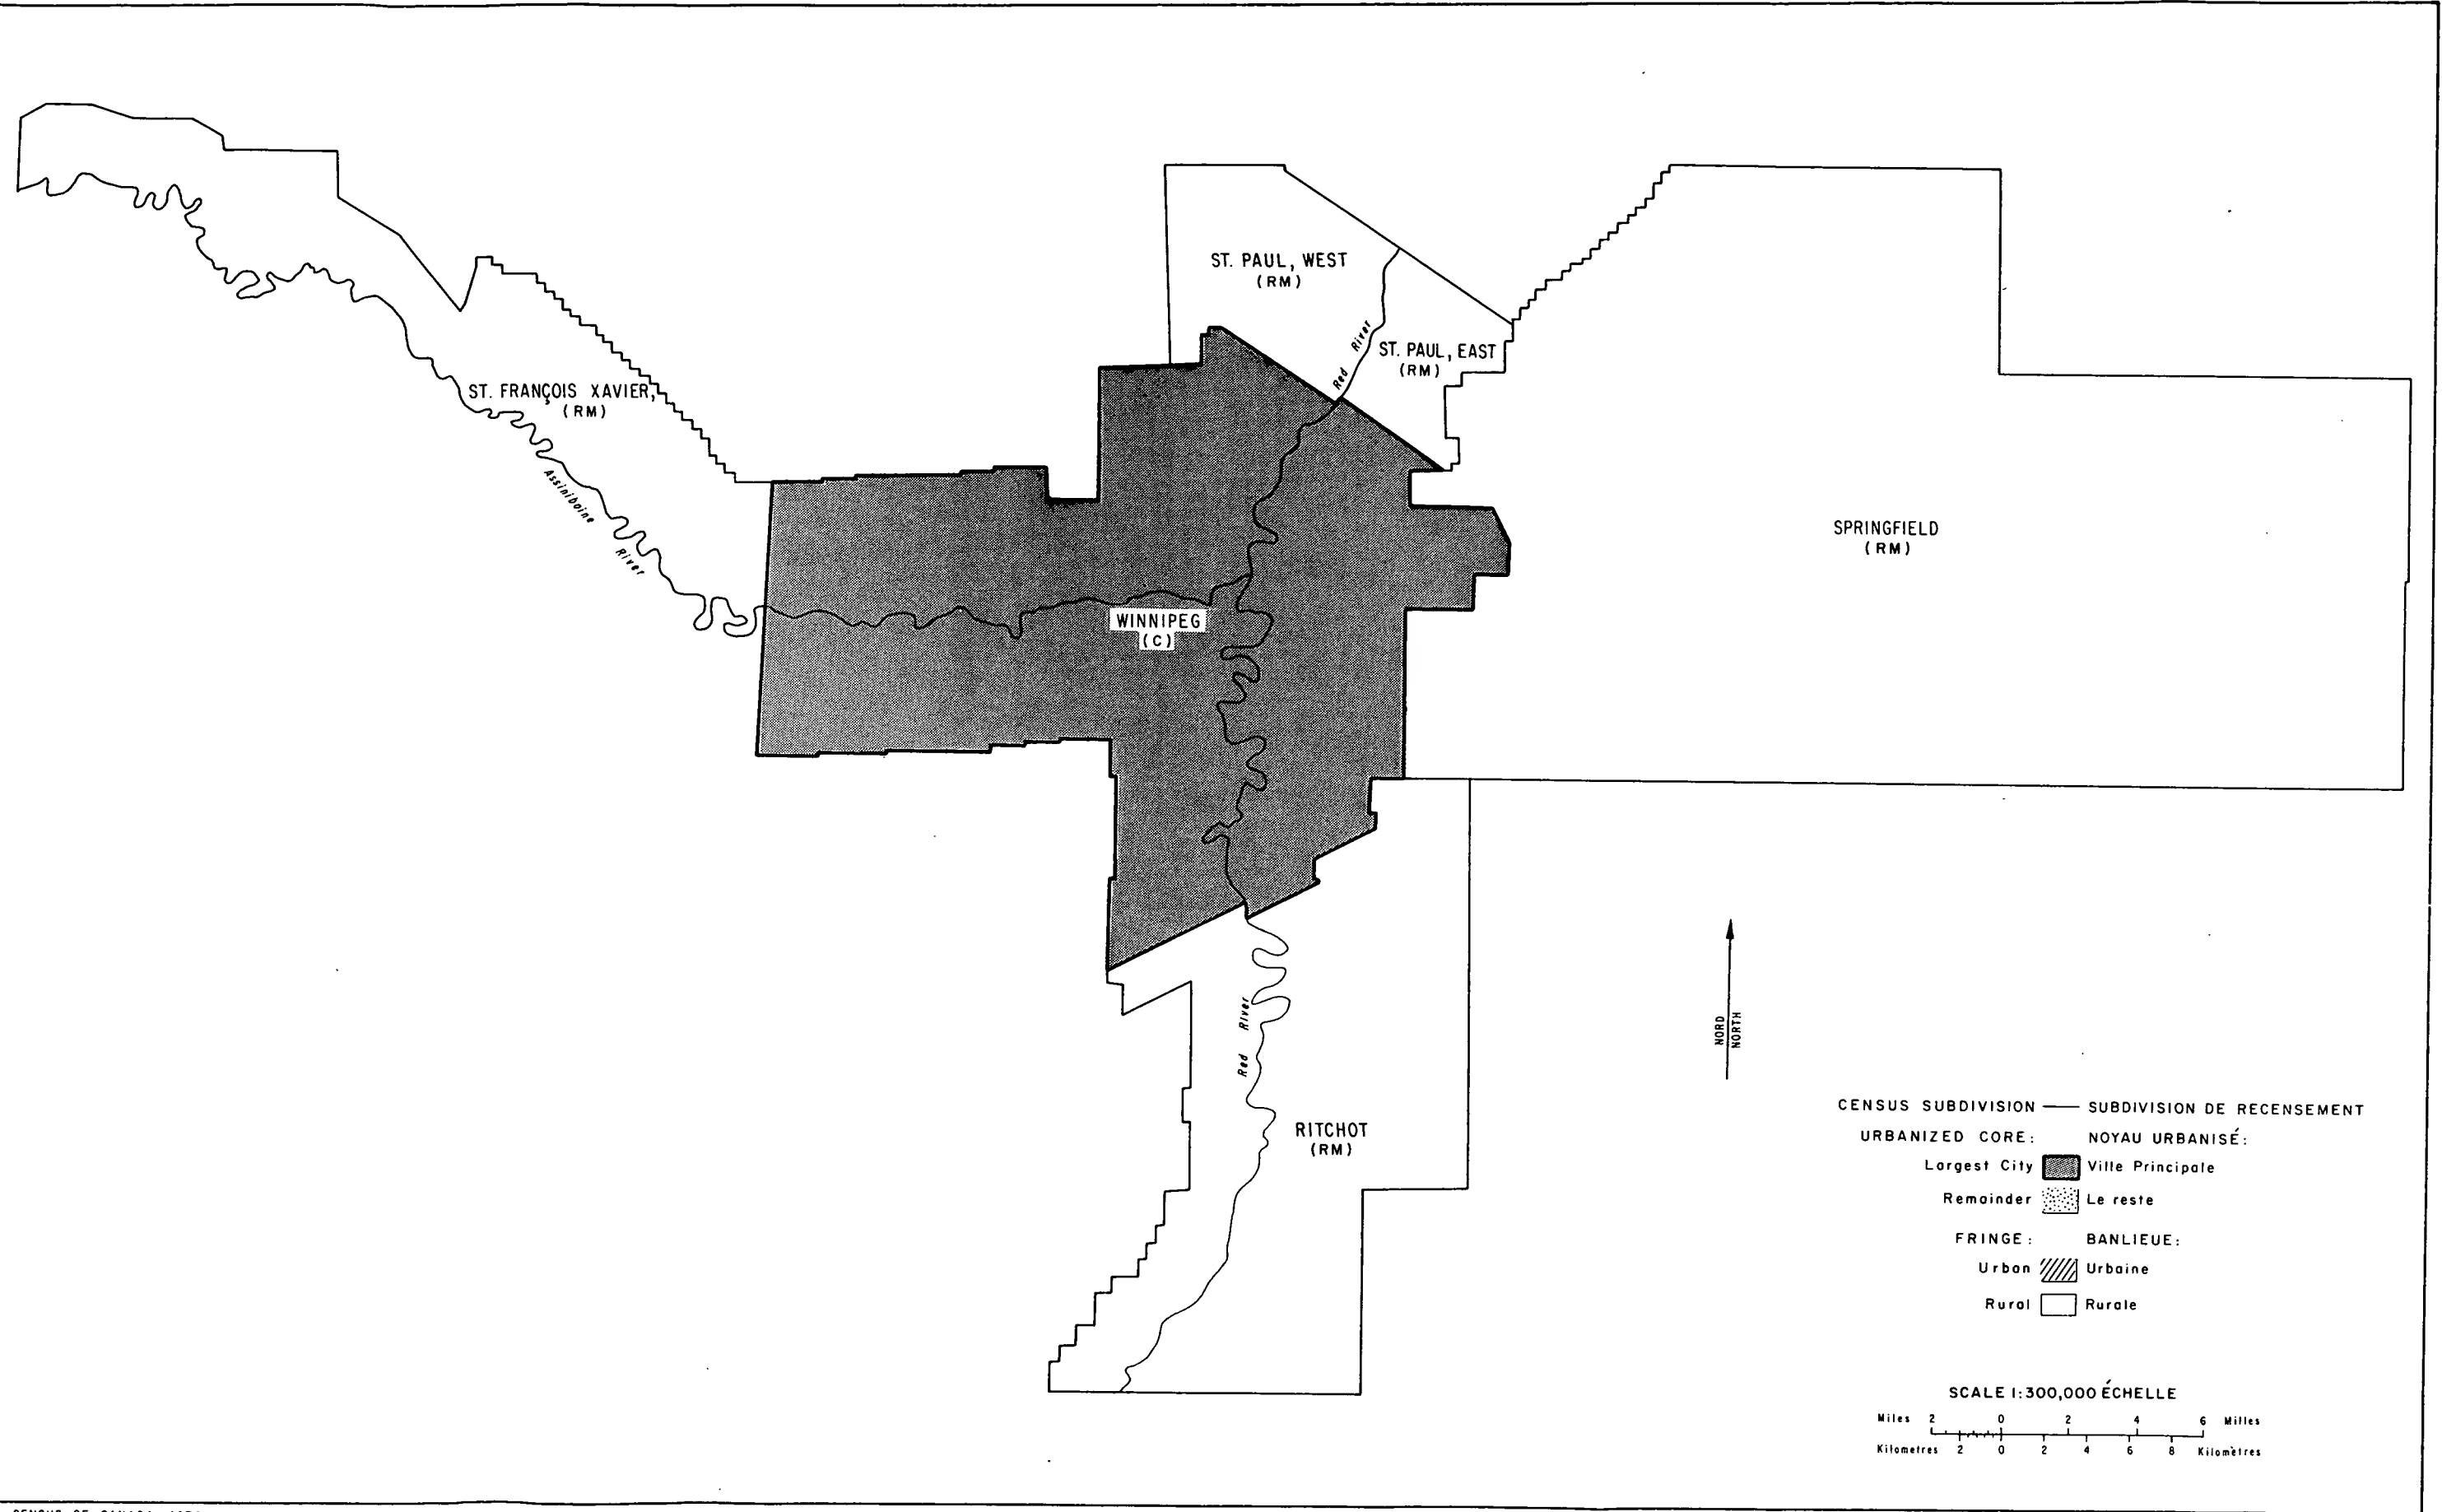 ST. PAUL, WEST
(RM)
Red River
ST. PAUL, EAST
(RM)
ST. FRANÇOIS XAVIER,
(RM)
Assiniboine River
SPRINGFIELD
(RM)
WINNIPEG
(C)
Red River
RITCHOT
(RM)
NORD
NORTH
CENSUS SUBDIVISION SUBDIVISION DE RECENSEMENT
URBANIZED CORE: NOYAU URBANISÉ:
Largest City Ville Principale
Remainder Le reste
FRINGE: BANLIEUE:
Urban Urbaine
Rural Rurale
SCALE 1:300,000 ÉCHELLE
Miles 2 0 2 4 6 Milles
Kilometres 2 0 2 4 6 8 Kilomètres